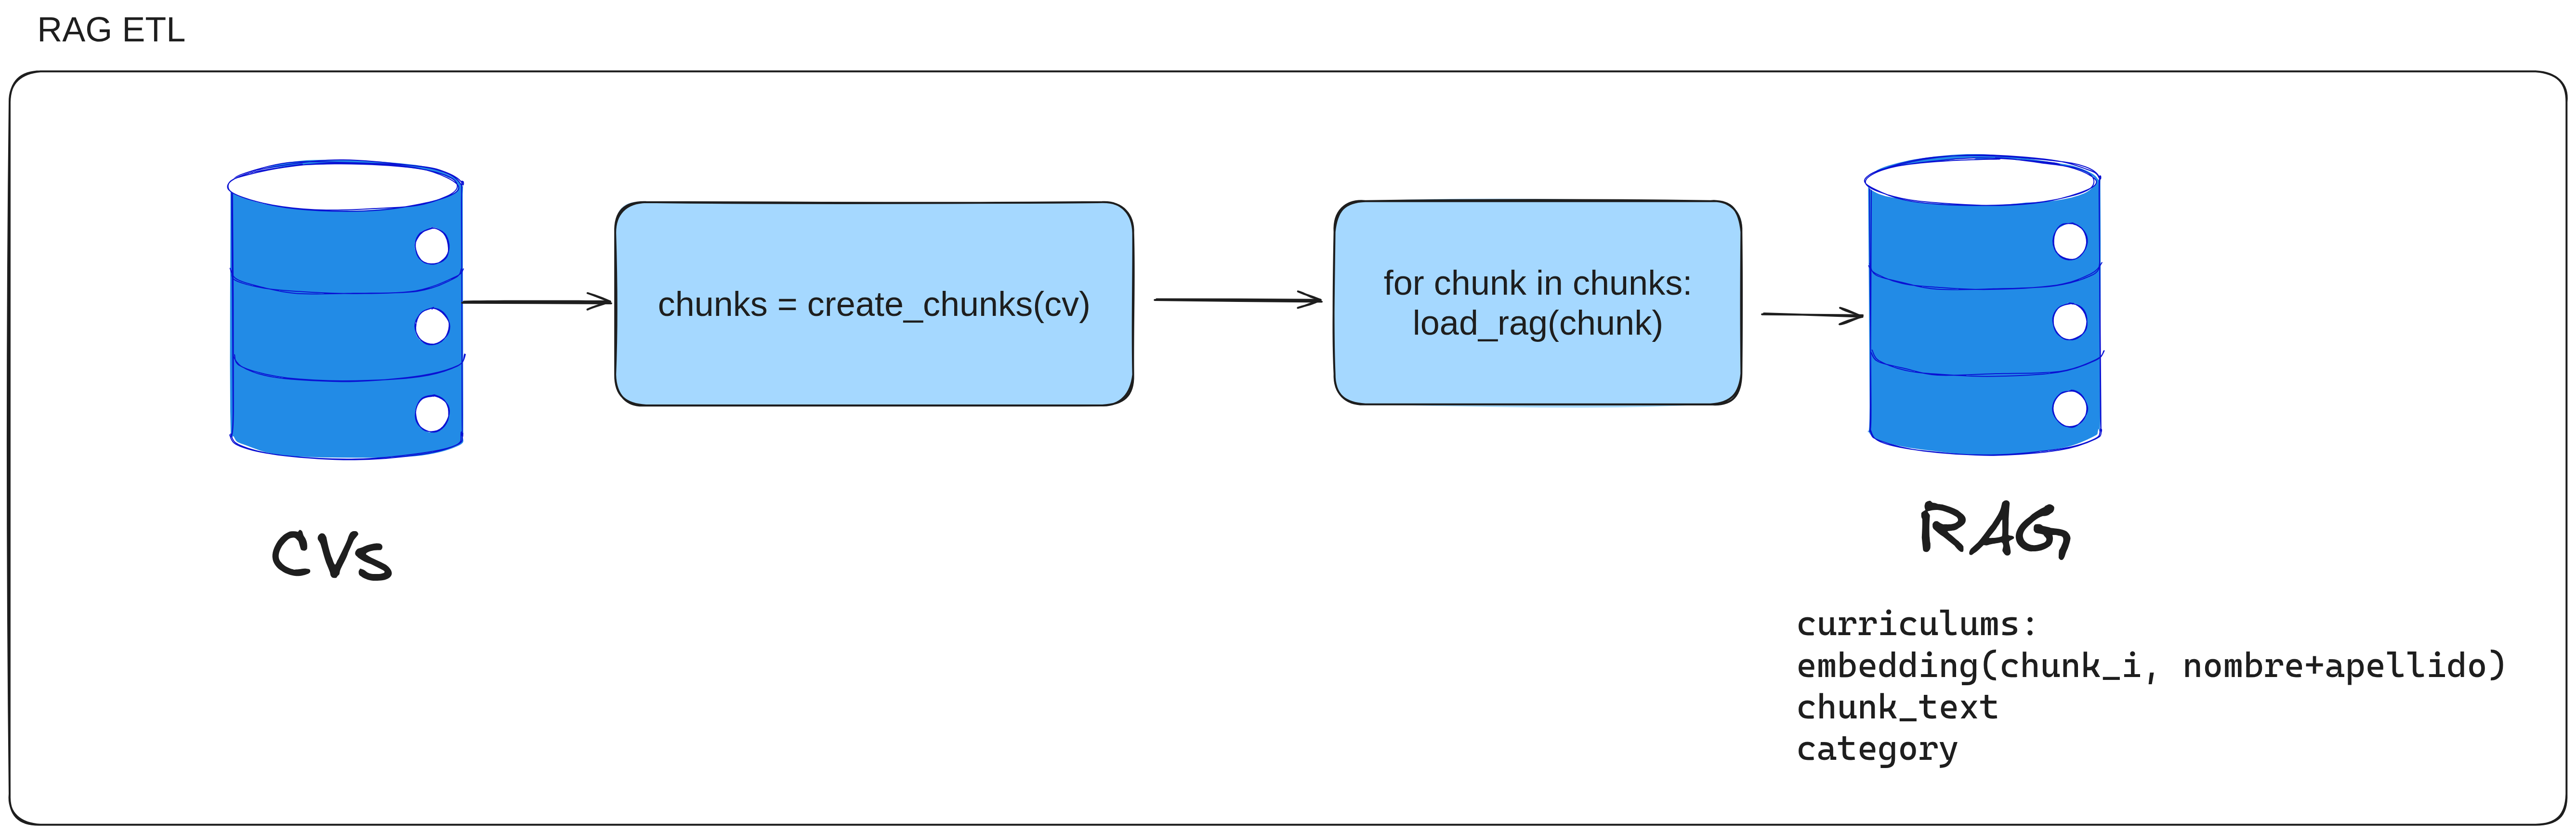 RAG ETL
chunks = create_chunks(cv)
for chunk in chunks:
load_rag(chunk)
CVs
RAG
curriculums:
embedding(chunk_i, nombre+apellido)
chunk_text
category